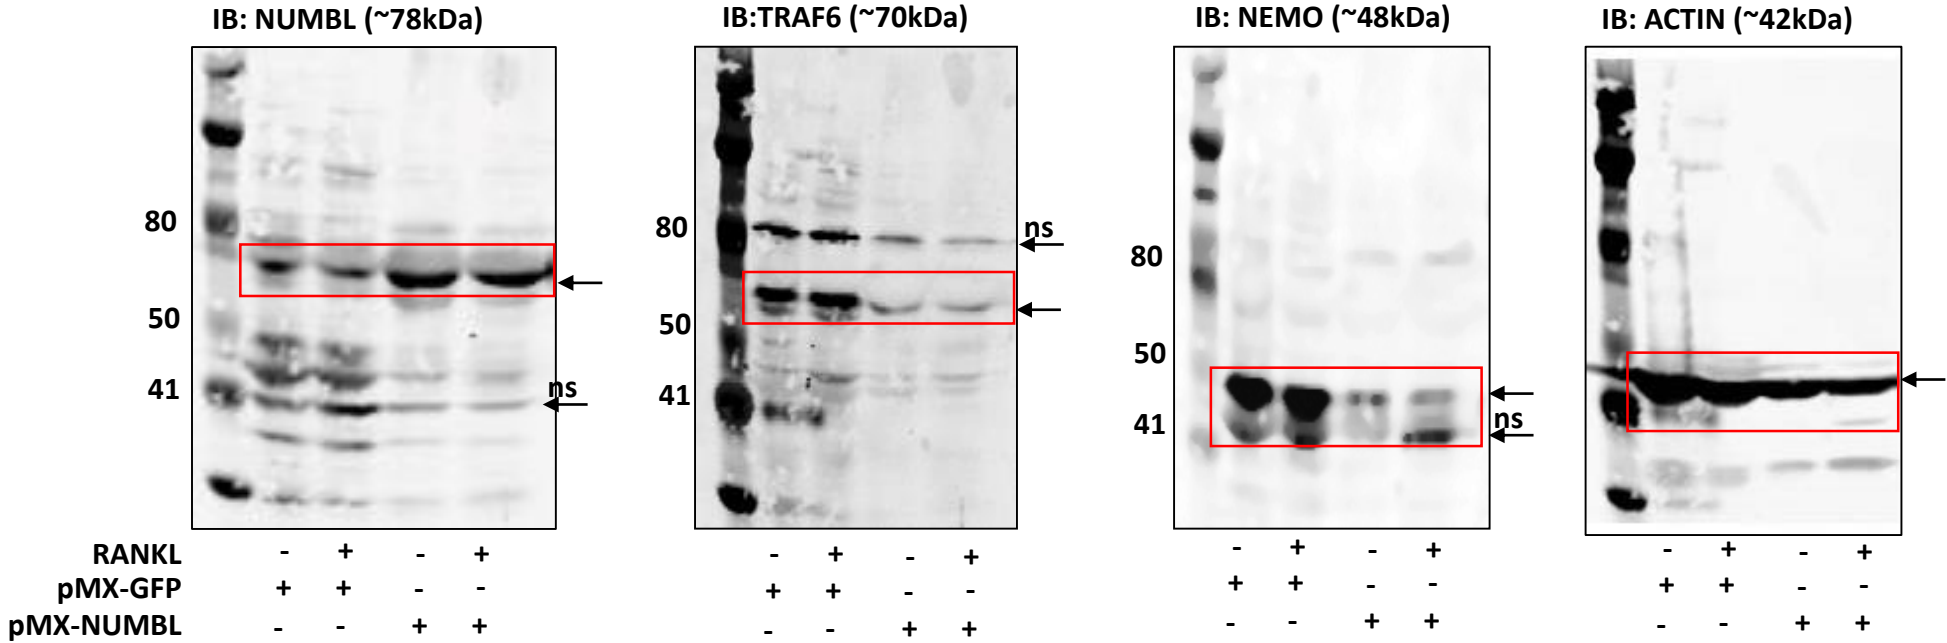 IB: NUMBL (~78kDa) IB:TRAF6 (~70kDa) IB: NEMO (~48kDa) IB: ACTIN (~42kDa)
80
50
41
ns
80
50
41
ns
80
50
41
ns
RANKL - + - + - + - + - + - + - + - +
pMX-GFP + + - - + + - - + + - - + + - -
pMX-NUMBL - - + + - - + + - - + + - - + +